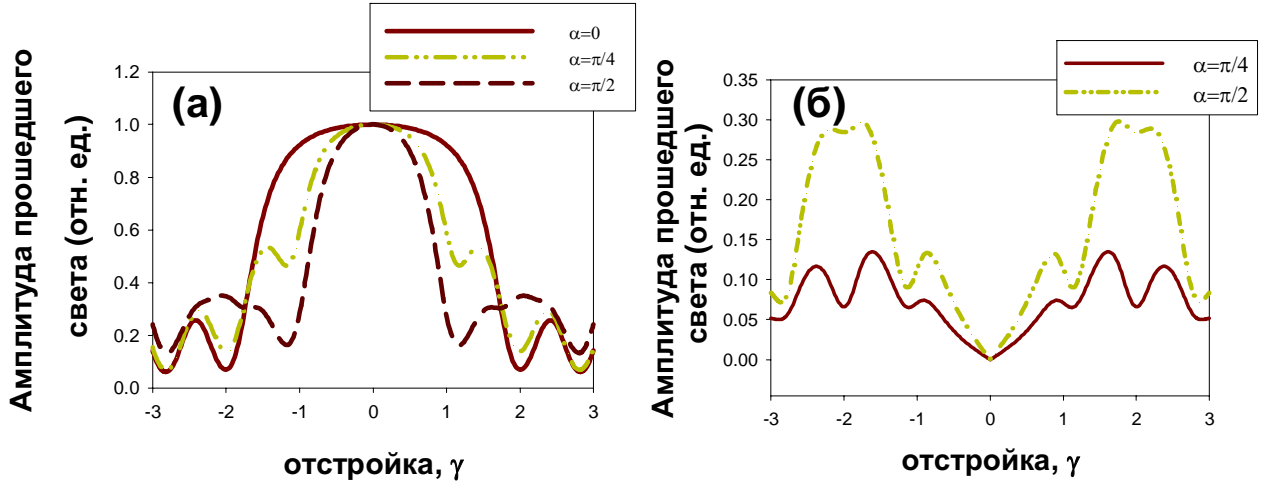 α=0
α=π/4
α=π/2
(а)
Амплитуда прошедшего
света (отн. ед.)
1.2
1.0
0.8
0.6
0.4
0.2
0.0
-3 -2 -1 0 1 2 3
отстройка, γ
α=π/4
α=π/2
(б)
Амплитуда прошедшего
света (отн. ед.)
0.35
0.30
0.25
0.20
0.15
0.10
0.05
0.00
-3 -2 -1 0 1 2 3
отстройка, γ